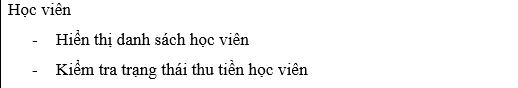 Học viên
- Hiển thị danh sách học viên
- Kiểm tra trạng thái thu tiền học viên